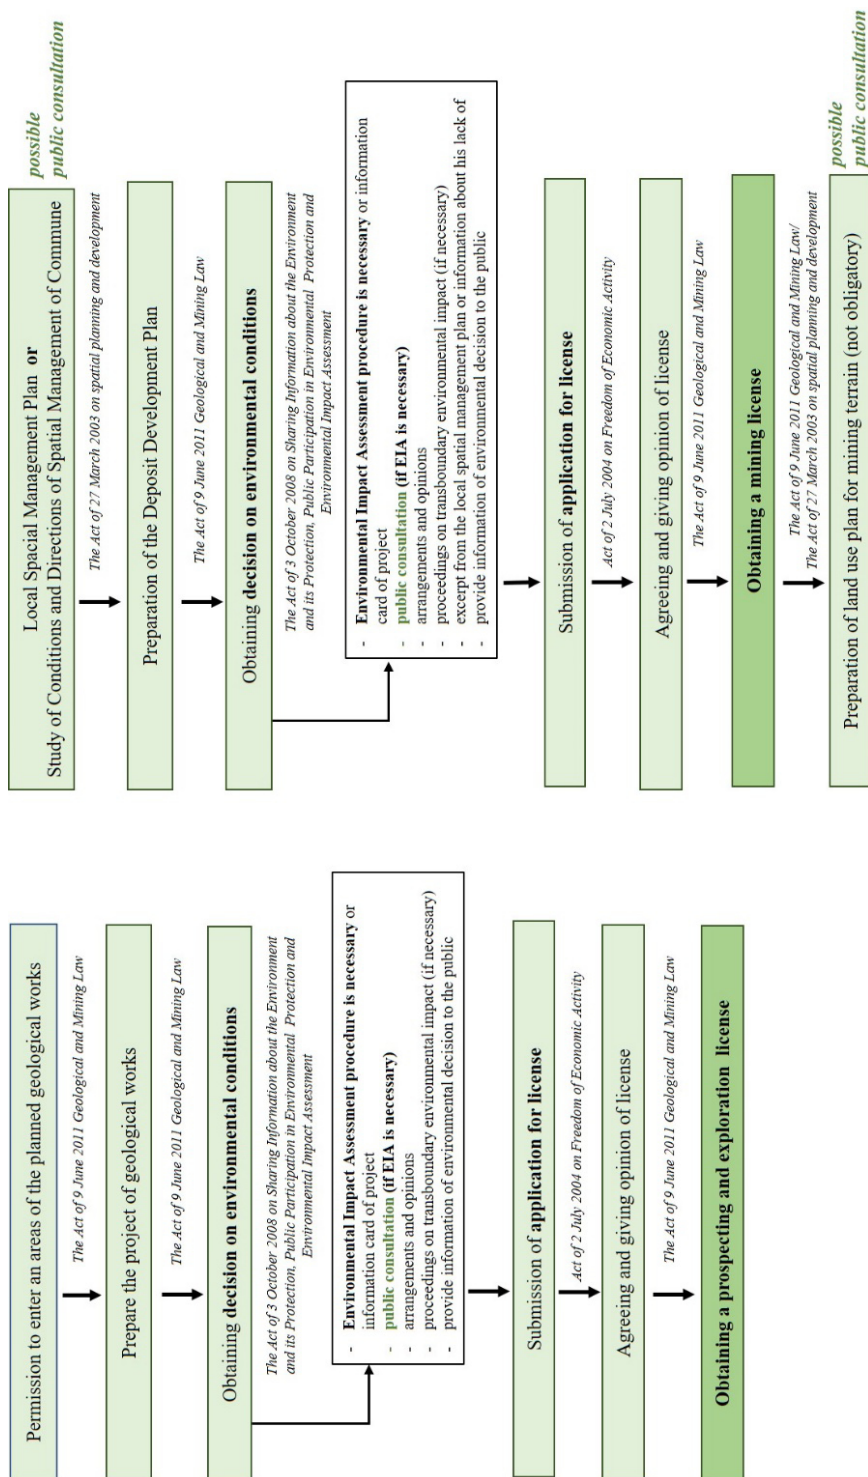 Permission to enter an areas of the planned geological works
The Act of 9 June 2011 Geological and Mining Law
Prepare the project of geological works
The Act of 9 June 2011 Geological and Mining Law
Obtaining decision on environmental conditions
The Act of 3 October 2008 on Sharing Information about the Environment
and its Protection, Public Participation in Environmental Protection and
Environmental Impact Assessment
- Environmental Impact Assessment procedure is necessary or
information card of project
- public consultation (if EIA is necessary)
- arrangements and opinions
- proceedings on transboundary environmental impact (if necessary)
- provide information of environmental decision to the public
Submission of application for license
Act of 2 July 2004 on Freedom of Economic Activity
Agreeing and giving opinion of license
The Act of 9 June 2011 Geological and Mining Law
Obtaining a prospecting and exploration license
Local Spacial Management Plan or
Study of Conditions and Directions of Spatial Management of Commune
possible
public consultation
The Act of 27 March 2003 on spatial planning and development
Preparation of the Deposit Development Plan
The Act of 9 June 2011 Geological and Mining Law
Obtaining decision on environmental conditions
The Act of 3 October 2008 on Sharing Information about the Environment
and its Protection, Public Participation in Environmental Protection and
Environmental Impact Assessment
- Environmental Impact Assessment procedure is necessary or information
card of project
- public consultation (if EIA is necessary)
- arrangements and opinions
- proceedings on transboundary environmental impact (if necessary)
- excerpt from the local spatial management plan or information about his lack of
- provide information of environmental decision to the public
Submission of application for license
Act of 2 July 2004 on Freedom of Economic Activity
Agreeing and giving opinion of license
The Act of 9 June 2011 Geological and Mining Law
Obtaining a mining license
The Act of 9 June 2011 Geological and Mining Law/
The Act of 27 March 2003 on spatial planning and development
Preparation of land use plan for mining terrain (not obligatory)
possible
public consultation